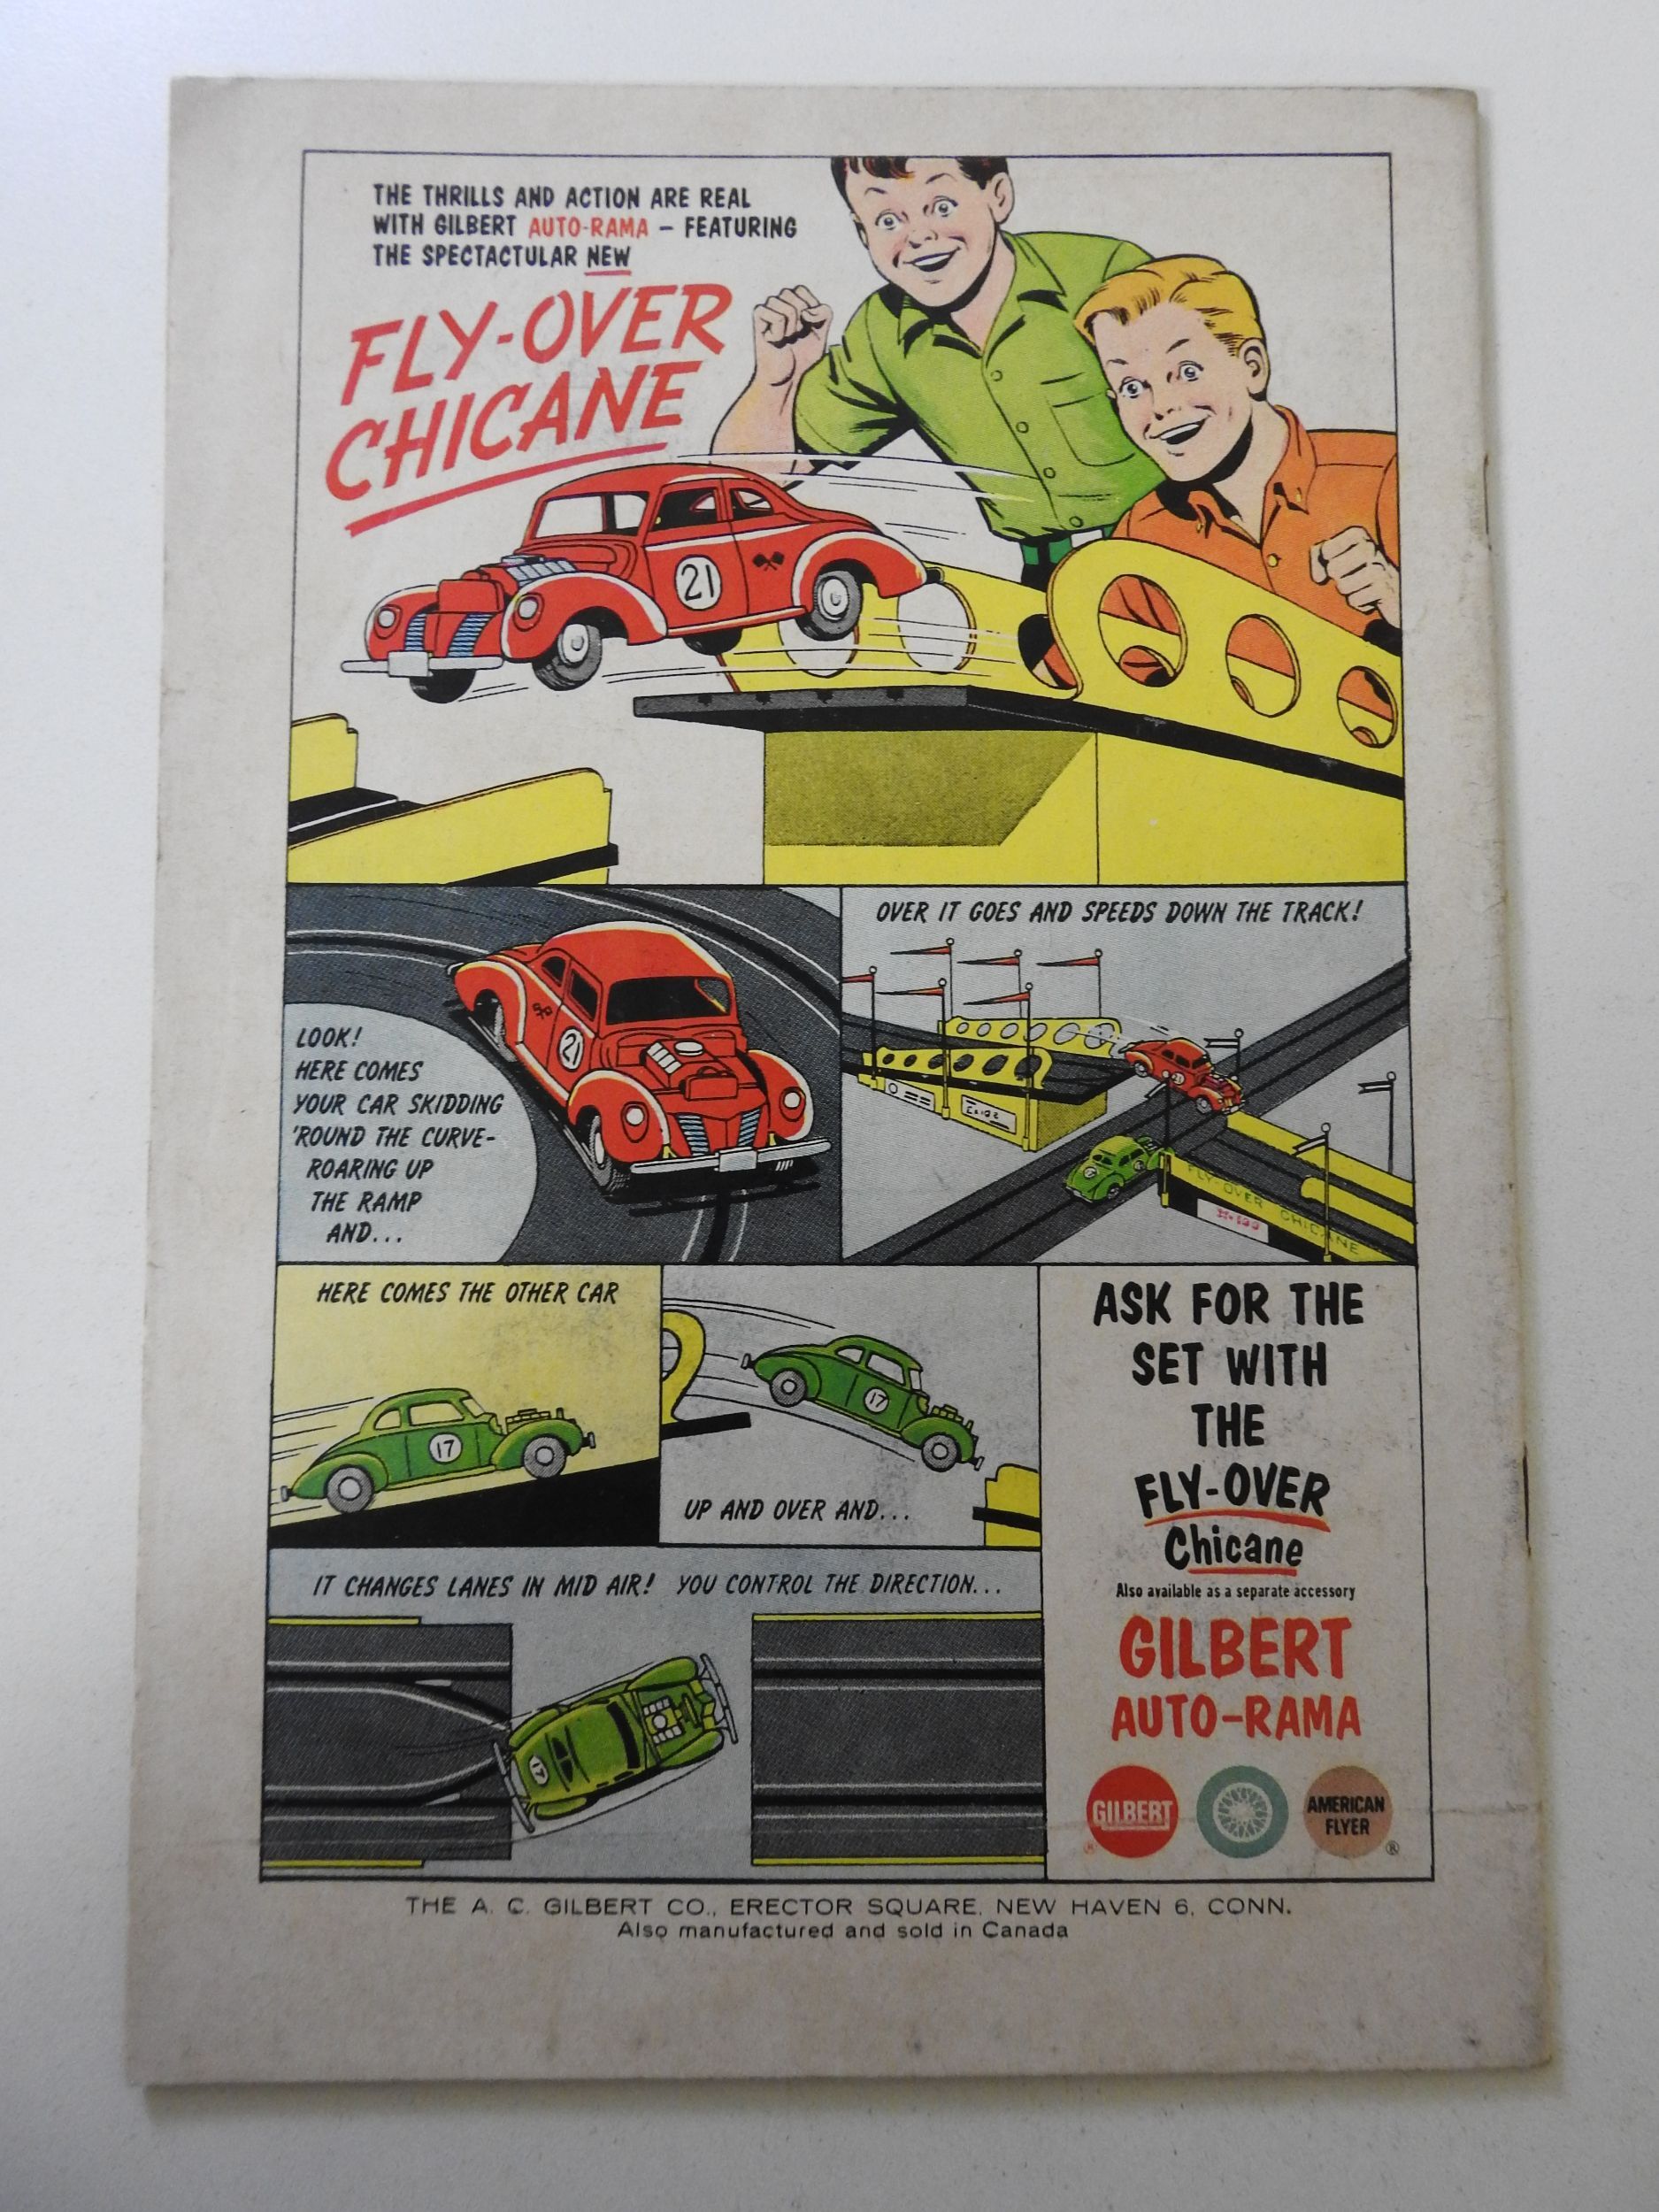 THE THRILLS AND ACTION ARE REAL
WITH GILBERT AUTO-RAMA – FEATURING
THE SPECTACTULAR NEW
FLY-OVER
CHICANE
21
LOOK!
HERE COMES
YOUR CAR SKIDDING
'ROUND THE CURVE-
ROARING UP
THE RAMP
AND...
21
OVER IT GOES AND SPEEDS DOWN THE TRACK!
FLY-OVER CHICANE
HERE COMES THE OTHER CAR
17
17
UP AND OVER AND...
IT CHANGES LANES IN MID AIR! YOU CONTROL THE DIRECTION...
17
ASK FOR THE
SET WITH
THE
FLY-OVER
Chicane
Also available as a separate accessory
GILBERT
AUTO-RAMA
GILBERT
®
AMERICAN
FLYER
®
THE A. C. GILBERT CO., ERECTOR SQUARE, NEW HAVEN 6, CONN.
Also manufactured and sold in Canada